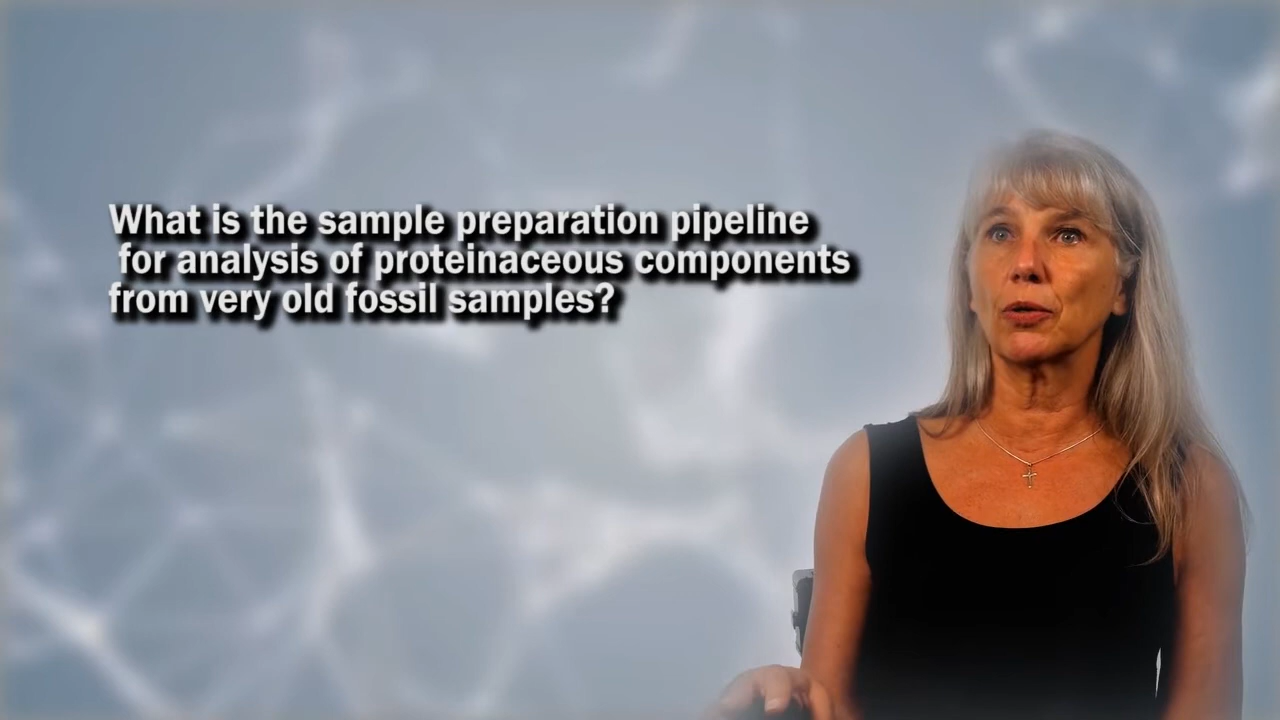 What is the sample preparation pipeline
for analysis of proteinaceous components
from very old fossil samples?